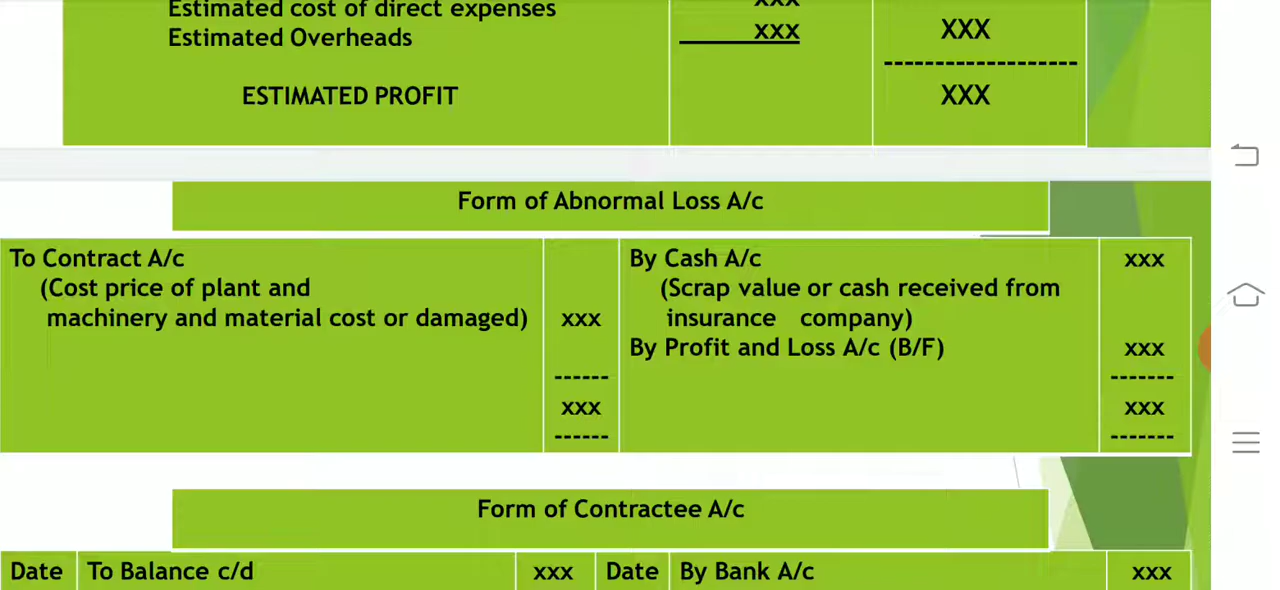 Estimated cost of direct expenses xxx
Estimated Overheads xxx XXX
-------------------
ESTIMATED PROFIT XXX
Form of Abnormal Loss A/c
To Contract A/c
(Cost price of plant and
machinery and material cost or damaged) xxx
------
xxx
------
By Cash A/c xxx
(Scrap value or cash received from
insurance company)
By Profit and Loss A/c (B/F) xxx
-------
xxx
-------
Form of Contractee A/c
Date To Balance c/d xxx Date By Bank A/c xxx